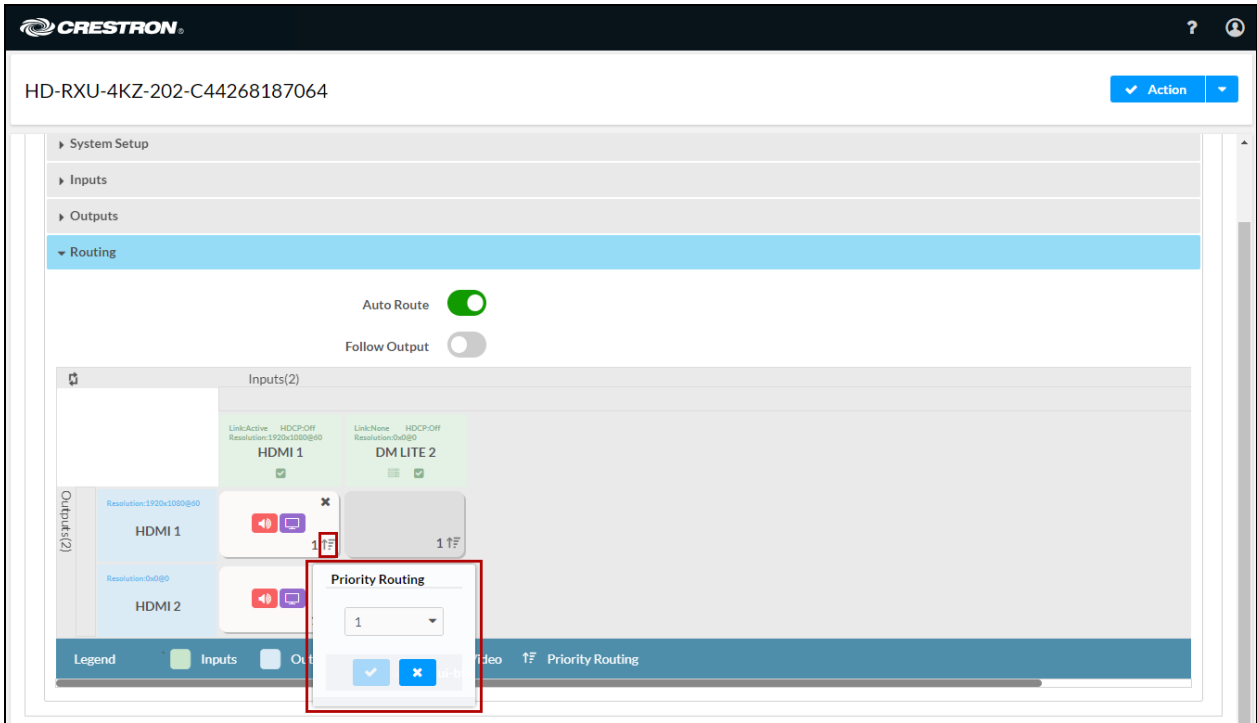 CRESTRON®
?
HD-RXU-4KZ-202-C44268187064
Action
System Setup
Inputs
Outputs
Routing
Auto Route
Follow Output
Inputs(2)
Link:Active HDCP:Off
Resolution:1920x1080@60
HDMI 1
Link:None HDCP:Off
Resolution:0x0@0
DM LITE 2
Outputs(2)
Resolution:1920x1080@60
HDMI 1
1
1
Resolution:0x0@0
HDMI 2
Priority Routing
1
Legend Inputs Out Video Priority Routing